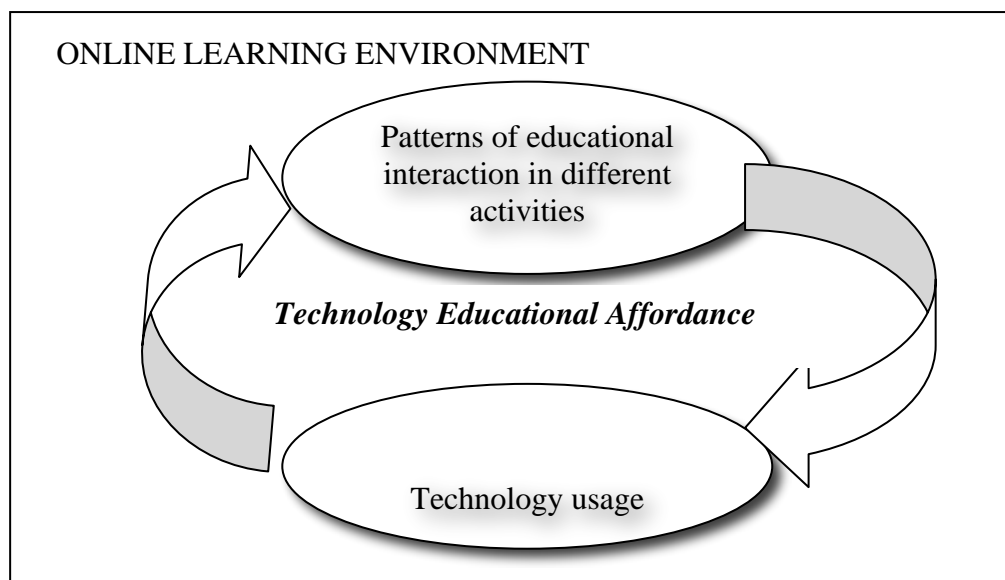 ONLINE LEARNING ENVIRONMENT
Patterns of educational
interaction in different
activities
Technology Educational Affordance
Technology usage